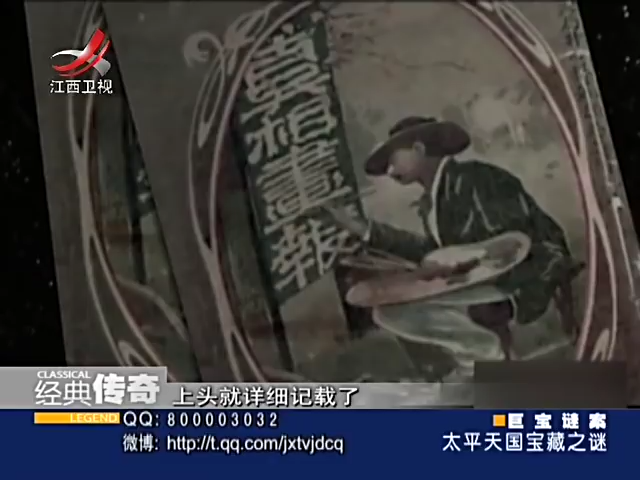 江西卫视
真相畫報
CLASSICAL
经典传奇
LEGEND
上头就详细记载了
QQ: 800003032
微博: http://t.qq.com/jxtvjdcq
巨宝谜案
太平天国宝藏之谜